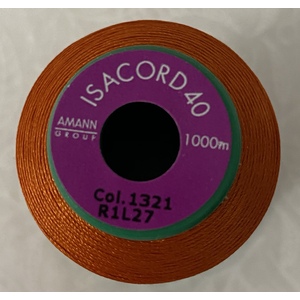 ISACORD 40
AMANN
GROUP
1000m
Col.1321
R1L27